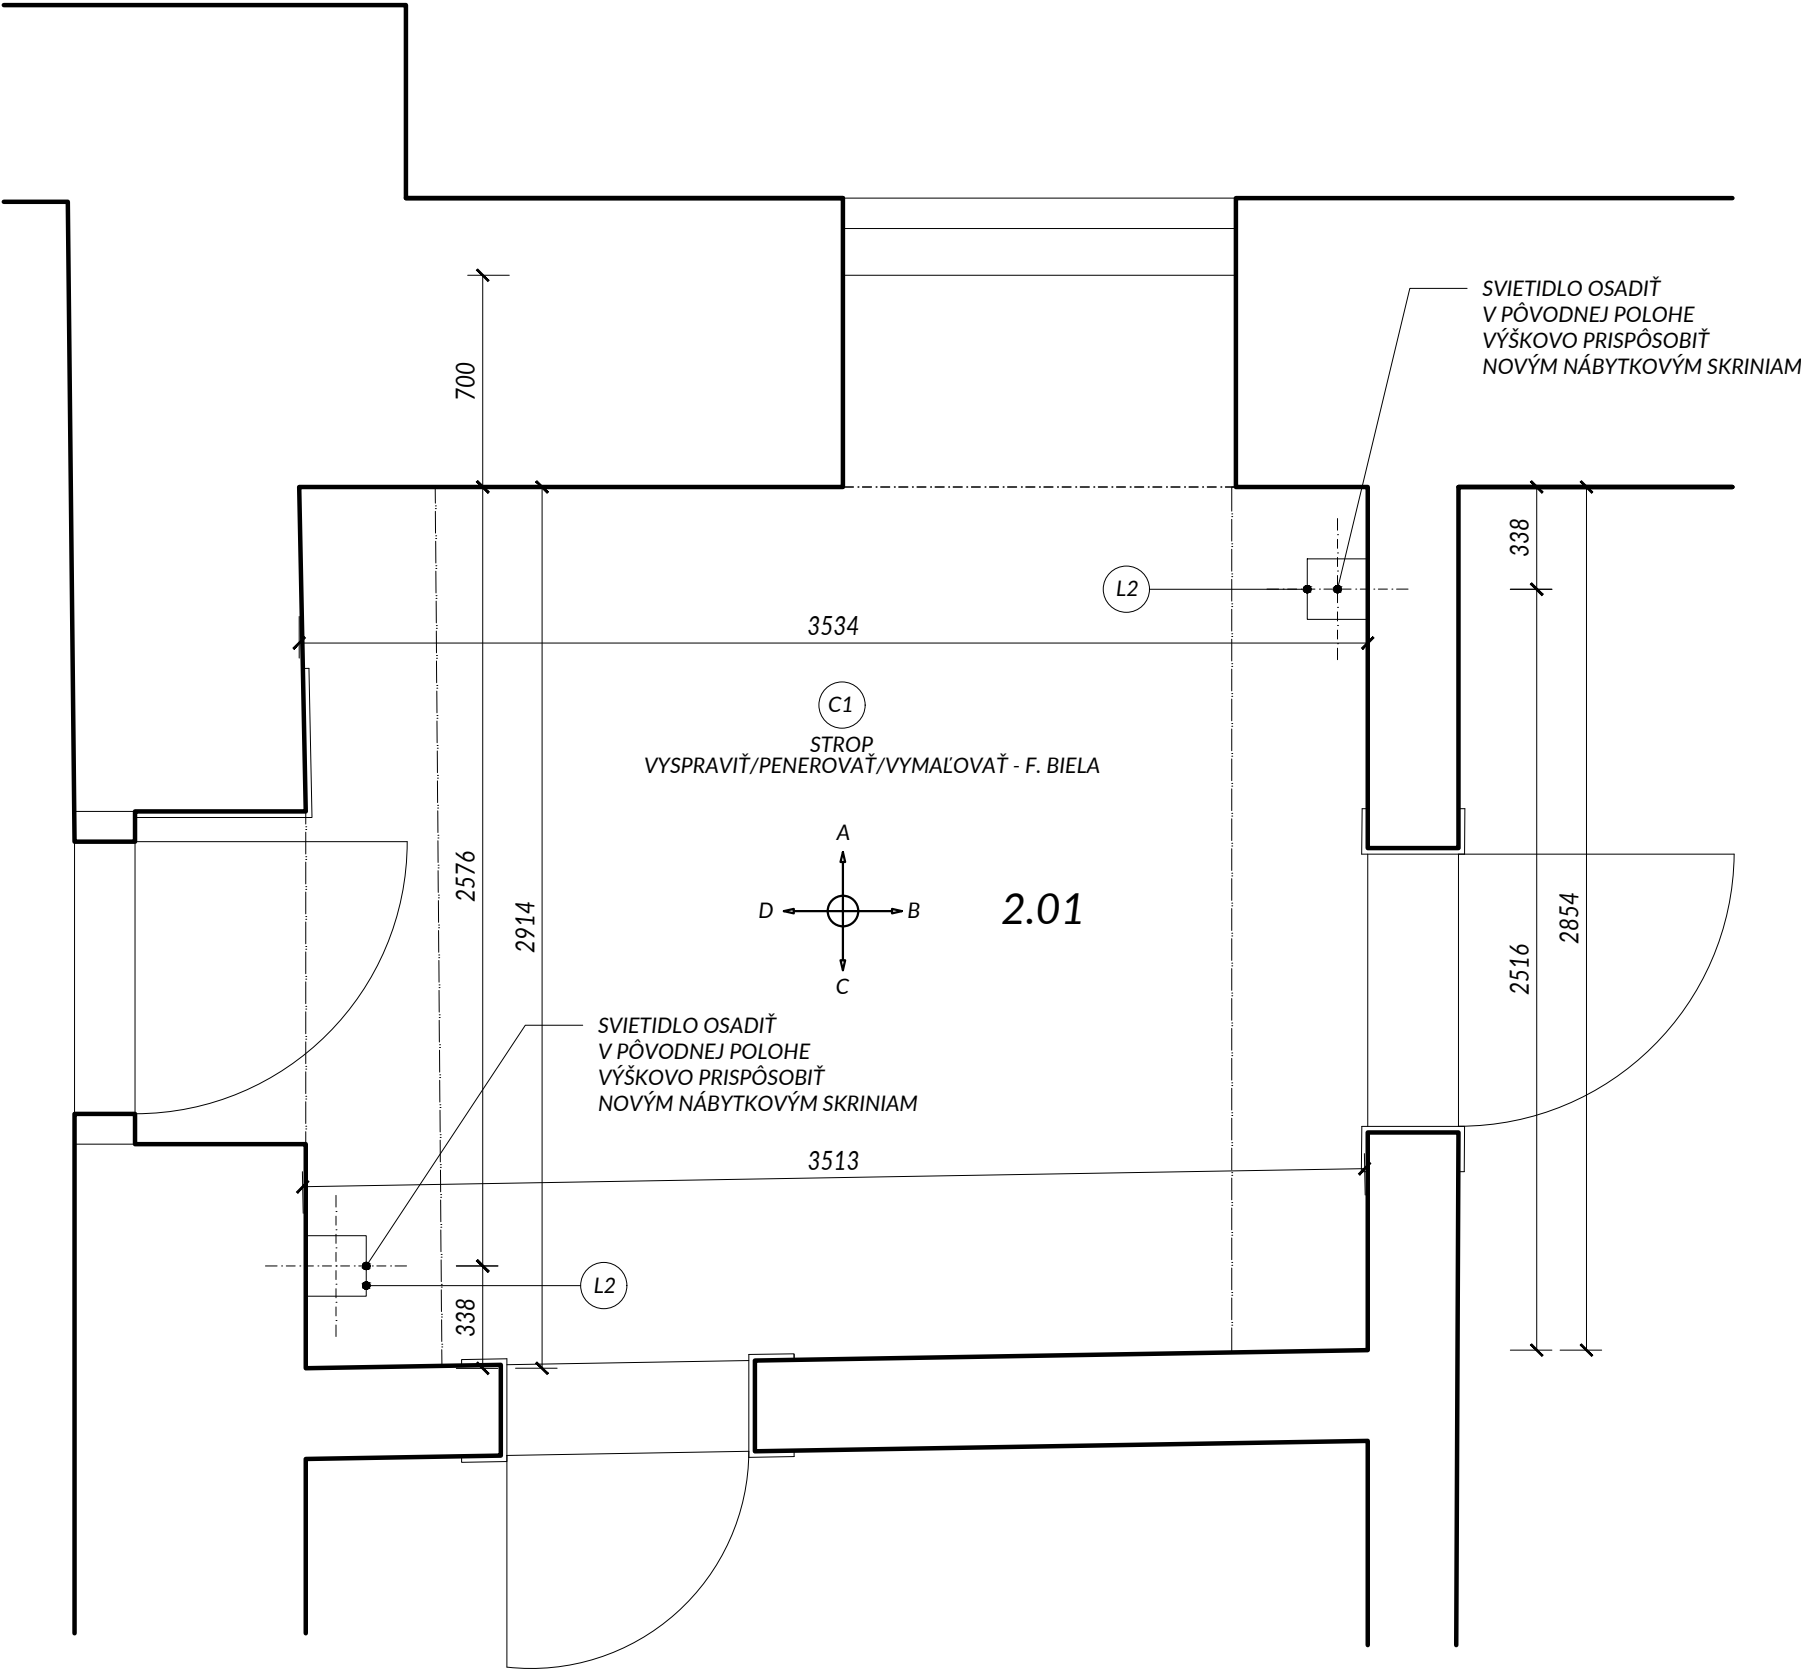 SVIETIDLO OSADIŤ
V PÔVODNEJ POLOHE
VÝŠKOVO PRISPÔSOBIŤ
NOVÝM NÁBYTKOVÝM SKRINIAM
700
338
L2
3534
C1
STROP
VYSPRAVIŤ/PENEROVAŤ/VYMAĽOVAŤ - F. BIELA
A
D
B
C
2.01
2576
2914
2516
2854
SVIETIDLO OSADIŤ
V PÔVODNEJ POLOHE
VÝŠKOVO PRISPÔSOBIŤ
NOVÝM NÁBYTKOVÝM SKRINIAM
3513
L2
338